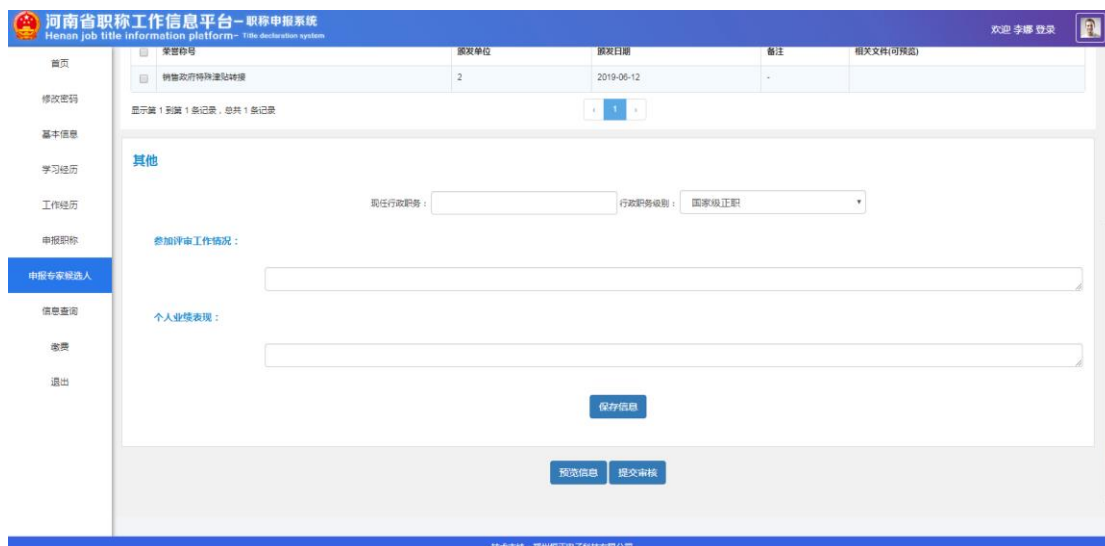 河南省职称工作信息平台-职称申报系统
Henan job title information platform- Title declaration system
欢迎 李娜 登录
首页
修改密码
基本信息
学习经历
工作经历
申报职称
申报专家候选人
信息查询
缴费
退出
荣誉称号 颁发单位 颁发日期 备注 相关文件(可预览)
销售政府特殊津贴转接 2 2019-06-12 -
显示第 1 到第 1 条记录，总共 1 条记录
‹ 1 ›
其他
现任行政职务： 行政职务级别： 国家级正职
参加评审工作情况：
个人业绩表现：
保存信息
预览信息 提交审核